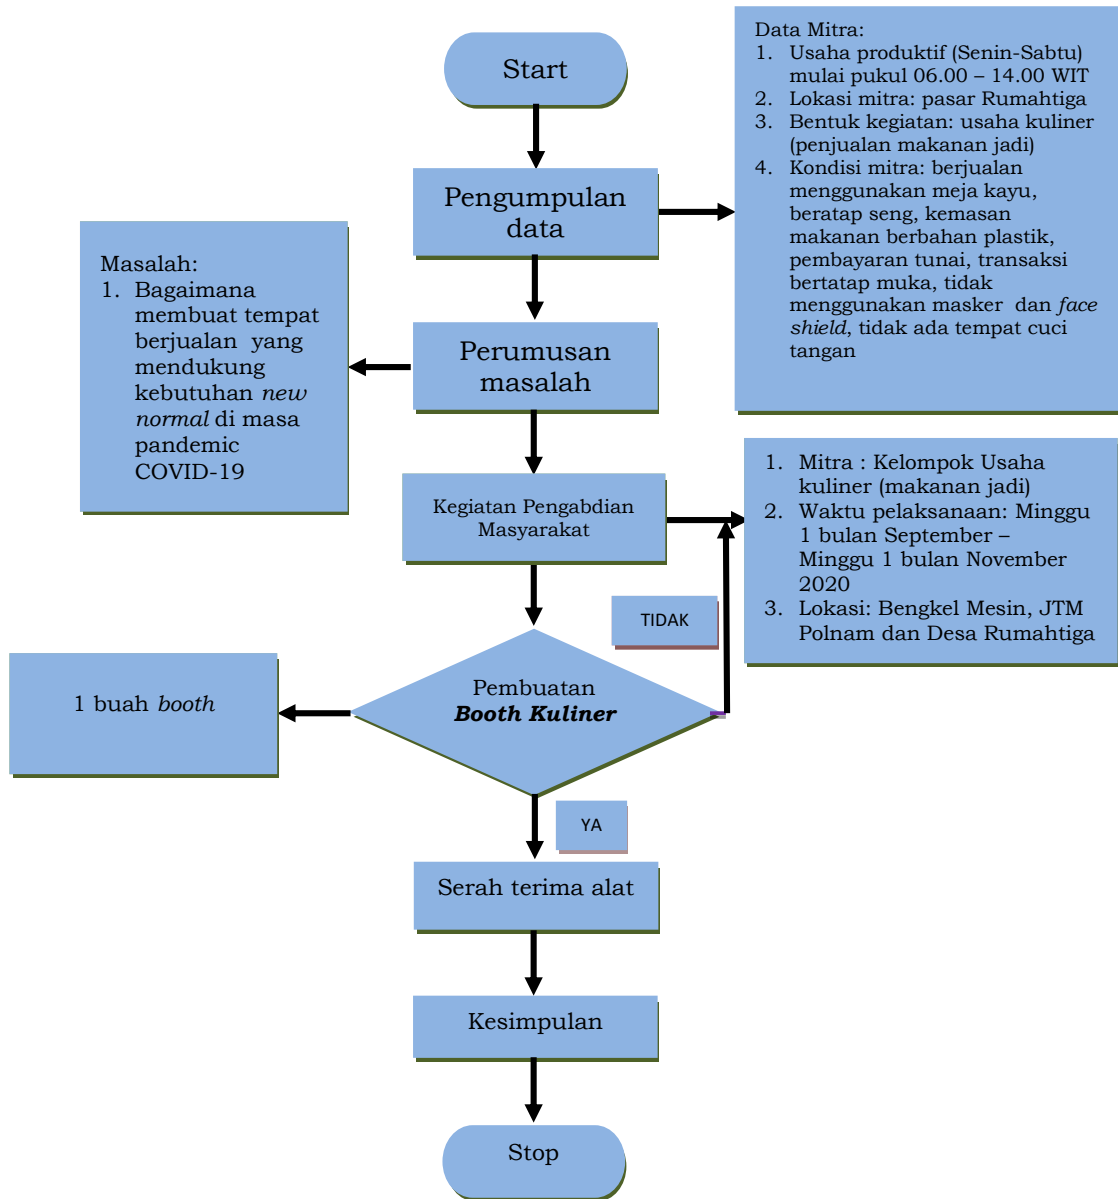 Start
Data Mitra:
1. Usaha produktif (Senin-Sabtu)
mulai pukul 06.00 – 14.00 WIT
2. Lokasi mitra: pasar Rumahtiga
3. Bentuk kegiatan: usaha kuliner
(penjualan makanan jadi)
4. Kondisi mitra: berjualan
menggunakan meja kayu,
beratap seng, kemasan
makanan berbahan plastik,
pembayaran tunai, transaksi
bertatap muka, tidak
menggunakan masker dan face
shield, tidak ada tempat cuci
tangan
Pengumpulan
data
Masalah:
1. Bagaimana
membuat tempat
berjualan yang
mendukung
kebutuhan new
normal di masa
pandemic
COVID-19
Perumusan
masalah
Kegiatan Pengabdian
Masyarakat
1. Mitra : Kelompok Usaha
kuliner (makanan jadi)
2. Waktu pelaksanaan: Minggu
1 bulan September –
Minggu 1 bulan November
2020
3. Lokasi: Bengkel Mesin, JTM
Polnam dan Desa Rumahtiga
TIDAK
Pembuatan
Booth Kuliner
1 buah booth
YA
Serah terima alat
Kesimpulan
Stop